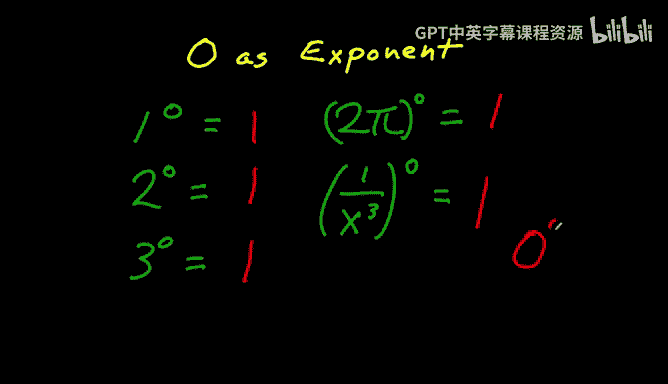 GPT中英字幕课程资源 bilibili
0 as Exponent
1⁰ = 1
(2π)⁰ = 1
2⁰ = 1
(1/x³)⁰ = 1
3⁰ = 1
0